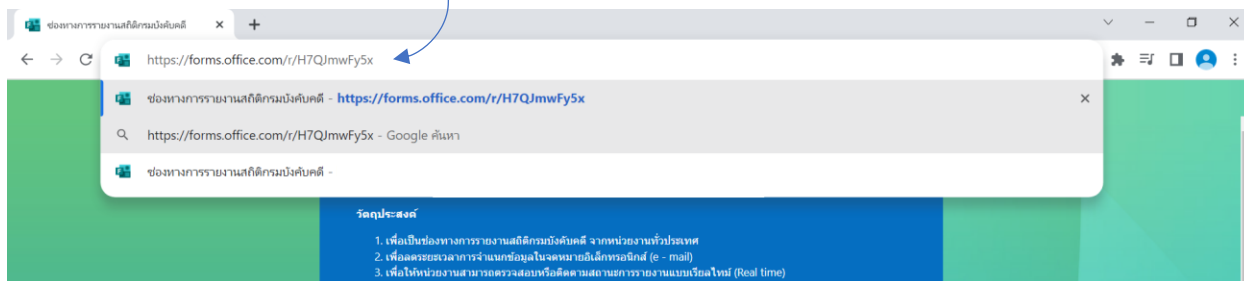 ช่องทางการรายงานสถิติกรมบังคับคดี
https://forms.office.com/r/H7QJmwFy5x
ช่องทางการรายงานสถิติกรมบังคับคดี - https://forms.office.com/r/H7QJmwFy5x
https://forms.office.com/r/H7QJmwFy5x - Google ค้นหา
ช่องทางการรายงานสถิติกรมบังคับคดี -
วัตถุประสงค์
1. เพื่อเป็นช่องทางการรายงานสถิติกรมบังคับคดี จากหน่วยงานทั่วประเทศ
2. เพื่อลดระยะเวลาการจำแนกข้อมูลในจดหมายอิเล็กทรอนิกส์ (e - mail)
3. เพื่อให้หน่วยงานสามารถตรวจสอบหรือติดตามสถานะการรายงานแบบเรียลไทม์ (Real time)